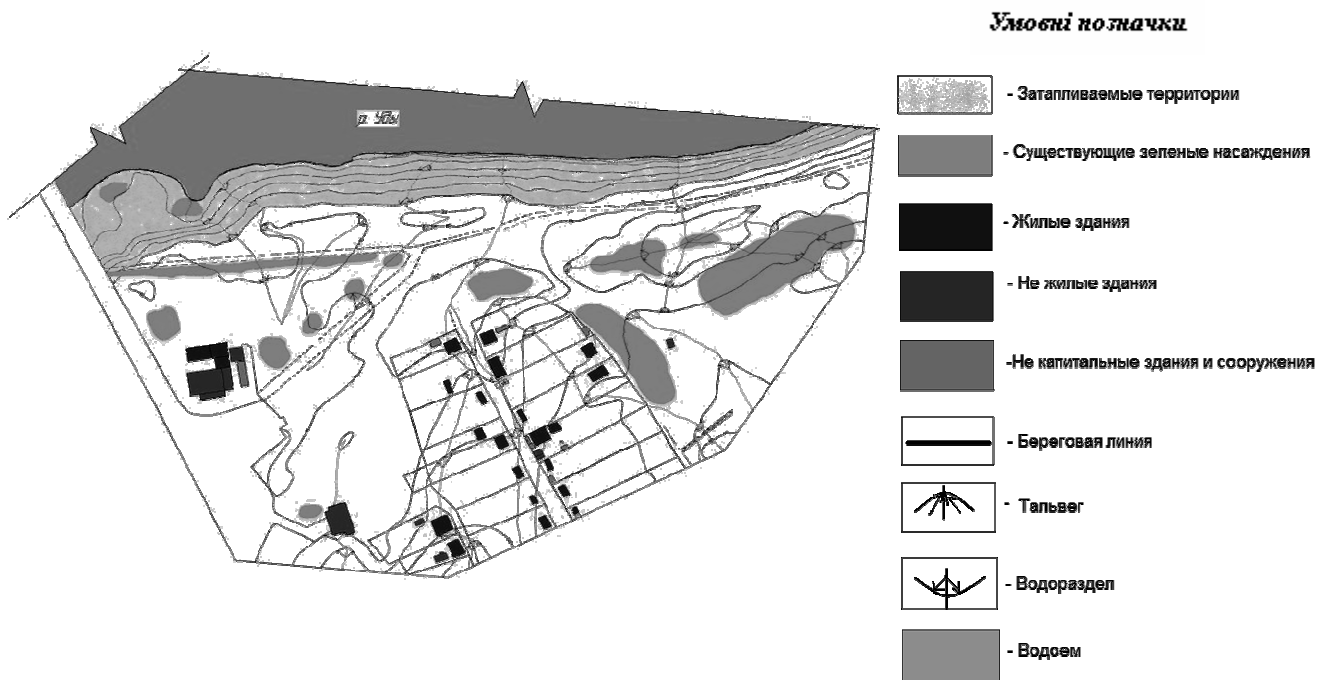 Умовні позначки
р. Уды
- Затапливаемые территории
- Существующие зеленые насаждения
- Жилые здания
- Не жилые здания
-Не капитальные здания и сооружения
- Береговая линия
- Тальвег
- Водораздел
- Водоем